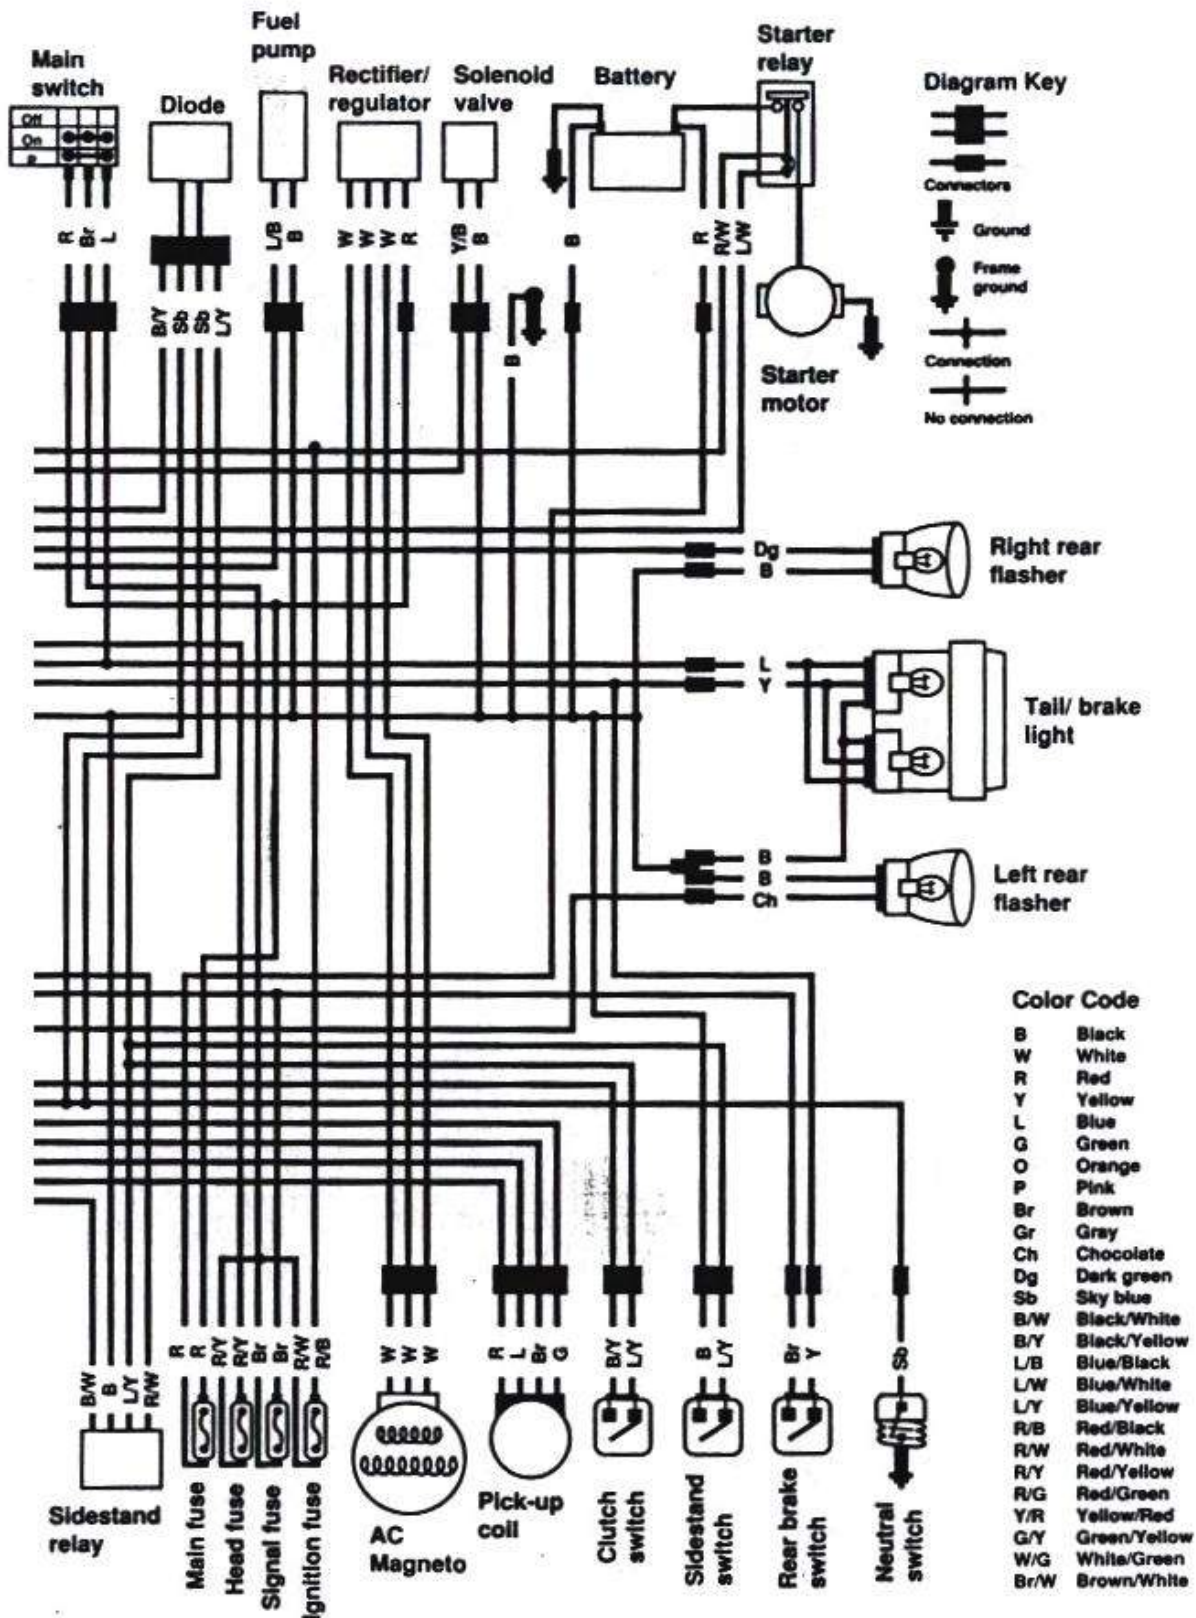 Main
switch
Off
On
P
Diode
Fuel
pump
Rectifier/
regulator
Solenoid
valve
Battery
Starter
relay
Diagram Key
Connectors
Ground
Frame
ground
Connection
No connection
R
Br
L
B/Y
Sb
Sb
L/Y
L/B
B
W
W
W
R
Y/B
B
B
B
R
R/W
L/W
Starter
motor
Dg
B
Right rear
flasher
L
Y
Tail/ brake
light
B
B
Ch
Left rear
flasher
Color Code
B Black
W White
R Red
Y Yellow
L Blue
G Green
O Orange
P Pink
Br Brown
Gr Gray
Ch Chocolate
Dg Dark green
Sb Sky blue
B/W Black/White
B/Y Black/Yellow
L/B Blue/Black
L/W Blue/White
L/Y Blue/Yellow
R/B Red/Black
R/W Red/White
R/Y Red/Yellow
R/G Red/Green
Y/R Yellow/Red
G/Y Green/Yellow
W/G White/Green
Br/W Brown/White
B/W
B
L/Y
R/W
R
R
R/Y
R/Y
Br
Br
R/W
R/B
W
W
W
R
L
Br
G
B/Y
L/Y
B
L/Y
Br
Y
Sb
Sidestand
relay
Main fuse
Head fuse
Signal fuse
Ignition fuse
AC
Magneto
Pick-up
coil
Clutch
switch
Sidestand
switch
Rear brake
switch
Neutral
switch